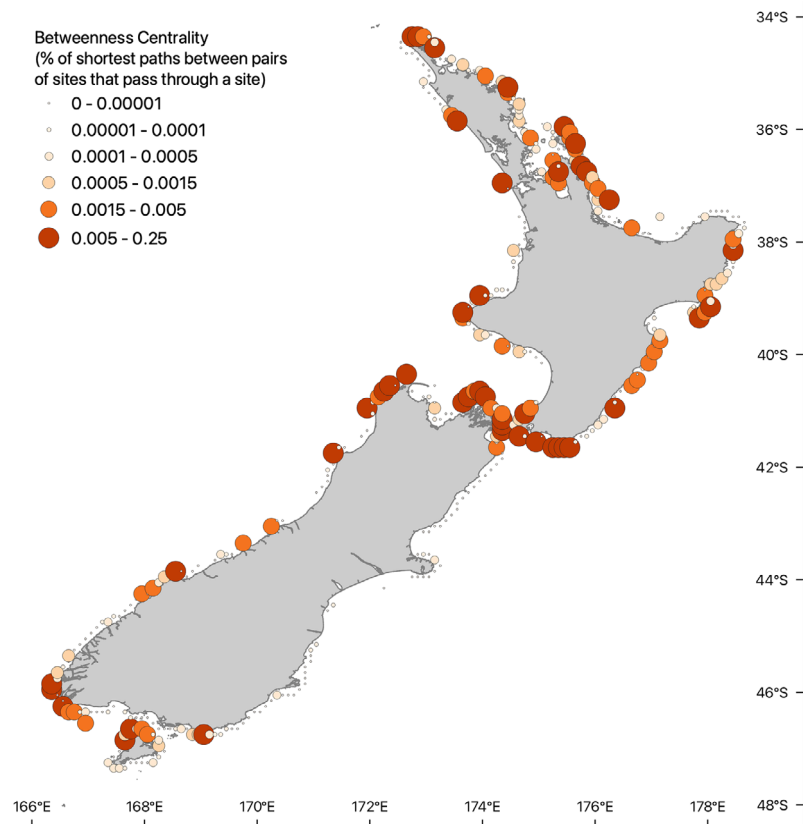 Betweenness Centrality
(% of shortest paths between pairs
of sites that pass through a site)
0 - 0.00001
0.00001 - 0.0001
0.0001 - 0.0005
0.0005 - 0.0015
0.0015 - 0.005
0.005 - 0.25
34°S
36°S
38°S
40°S
42°S
44°S
46°S
48°S
166°E 168°E 170°E 172°E 174°E 176°E 178°E